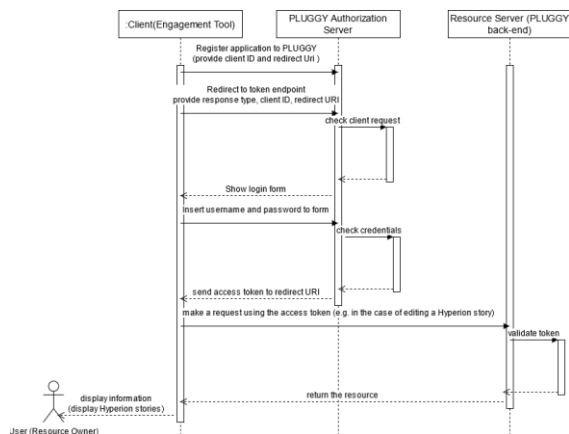 :Client(Engagement Tool)
PLUGGY Authorization
Server
Resource Server (PLUGGY
back-end)
Register application to PLUGGY
(provide client ID and redirect Uri )
Redirect to token endpoint
provide response type, client ID, redirect URI
check client request
Show login form
Insert username and password to form
check credentials
send access token to redirect URI
make a request using the access token (e.g. in the case of editing a Hyperion story)
validate token
return the resource
display information
(display Hyperion stories)
User (Resource Owner)